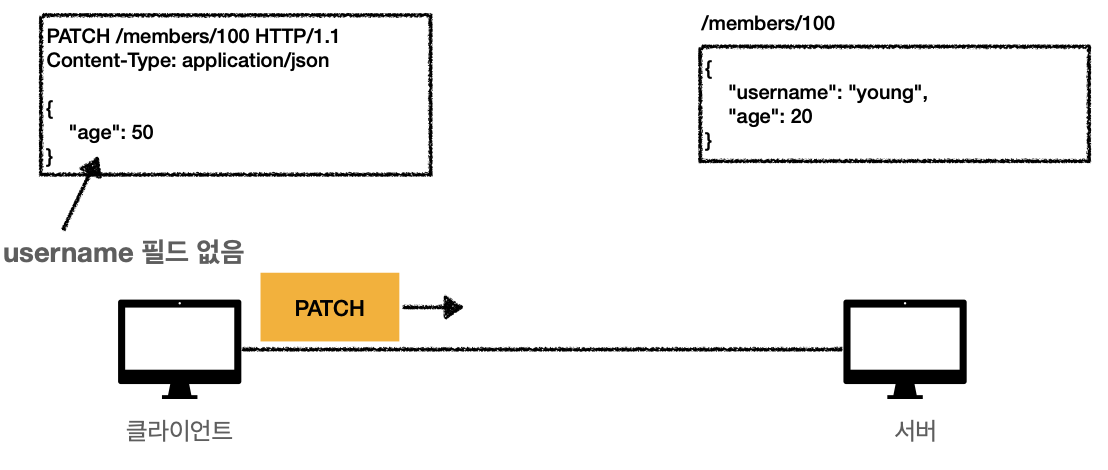 PATCH /members/100 HTTP/1.1
Content-Type: application/json
{
"age": 50
}
username 필드 없음
/members/100
{
"username": "young",
"age": 20
}
PATCH
클라이언트
서버